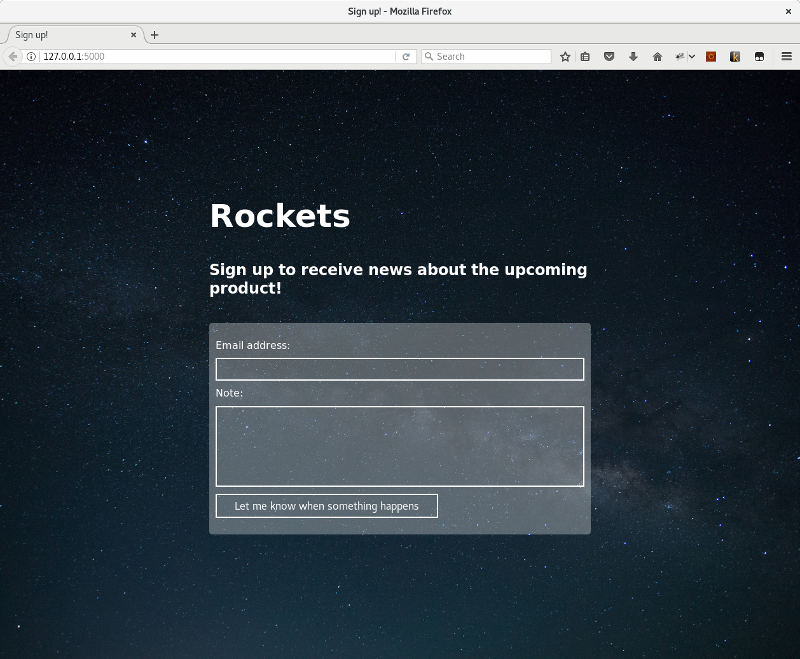 Sign up! - Mozilla Firefox
Sign up!
127.0.0.1:5000
Search
Rockets
Sign up to receive news about the upcoming
product!
Email address:
Note:
Let me know when something happens